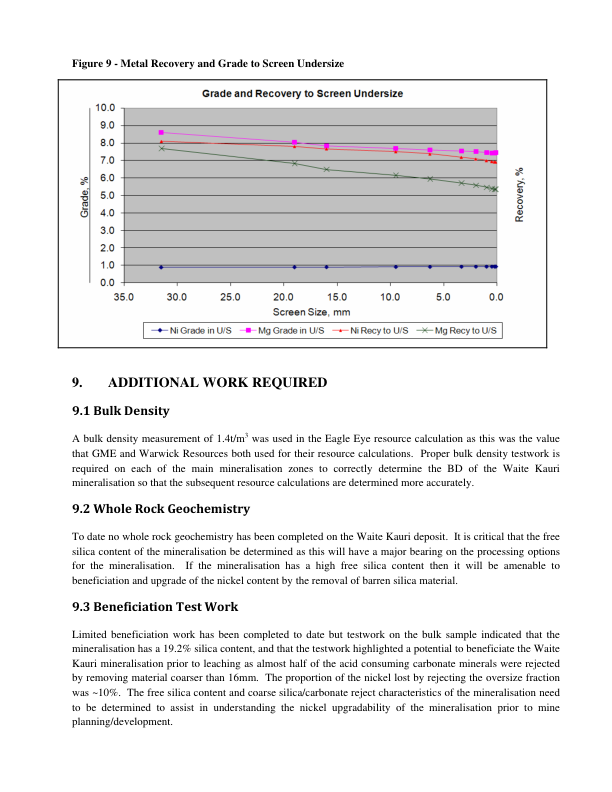 Figure 9 - Metal Recovery and Grade to Screen Undersize
Grade and Recovery to Screen Undersize
10.0
9.0
8.0
7.0
6.0
5.0
4.0
3.0
2.0
1.0
0.0
Grade, %
Recovery, %
35.0 30.0 25.0 20.0 15.0 10.0 5.0 0.0
Screen Size, mm
Ni Grade in U/S Mg Grade in U/S Ni Recy to U/S Mg Recy to U/S
9. ADDITIONAL WORK REQUIRED
9.1 Bulk Density
A bulk density measurement of 1.4t/m³ was used in the Eagle Eye resource calculation as this was the value
that GME and Warwick Resources both used for their resource calculations. Proper bulk density testwork is
required on each of the main mineralisation zones to correctly determine the BD of the Waite Kauri
mineralisation so that the subsequent resource calculations are determined more accurately.
9.2 Whole Rock Geochemistry
To date no whole rock geochemistry has been completed on the Waite Kauri deposit. It is critical that the free
silica content of the mineralisation be determined as this will have a major bearing on the processing options
for the mineralisation. If the mineralisation has a high free silica content then it will be amenable to
beneficiation and upgrade of the nickel content by the removal of barren silica material.
9.3 Beneficiation Test Work
Limited beneficiation work has been completed to date but testwork on the bulk sample indicated that the
mineralisation has a 19.2% silica content, and that the testwork highlighted a potential to beneficiate the Waite
Kauri mineralisation prior to leaching as almost half of the acid consuming carbonate minerals were rejected
by removing material coarser than 16mm. The proportion of the nickel lost by rejecting the oversize fraction
was ~10%. The free silica content and coarse silica/carbonate reject characteristics of the mineralisation need
to be determined to assist in understanding the nickel upgradability of the mineralisation prior to mine
planning/development.